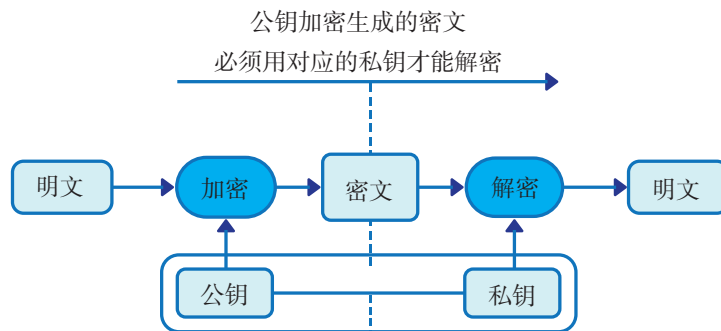 公钥加密生成的密文
必须用对应的私钥才能解密
明文 加密 密文 解密 明文
公钥 私钥